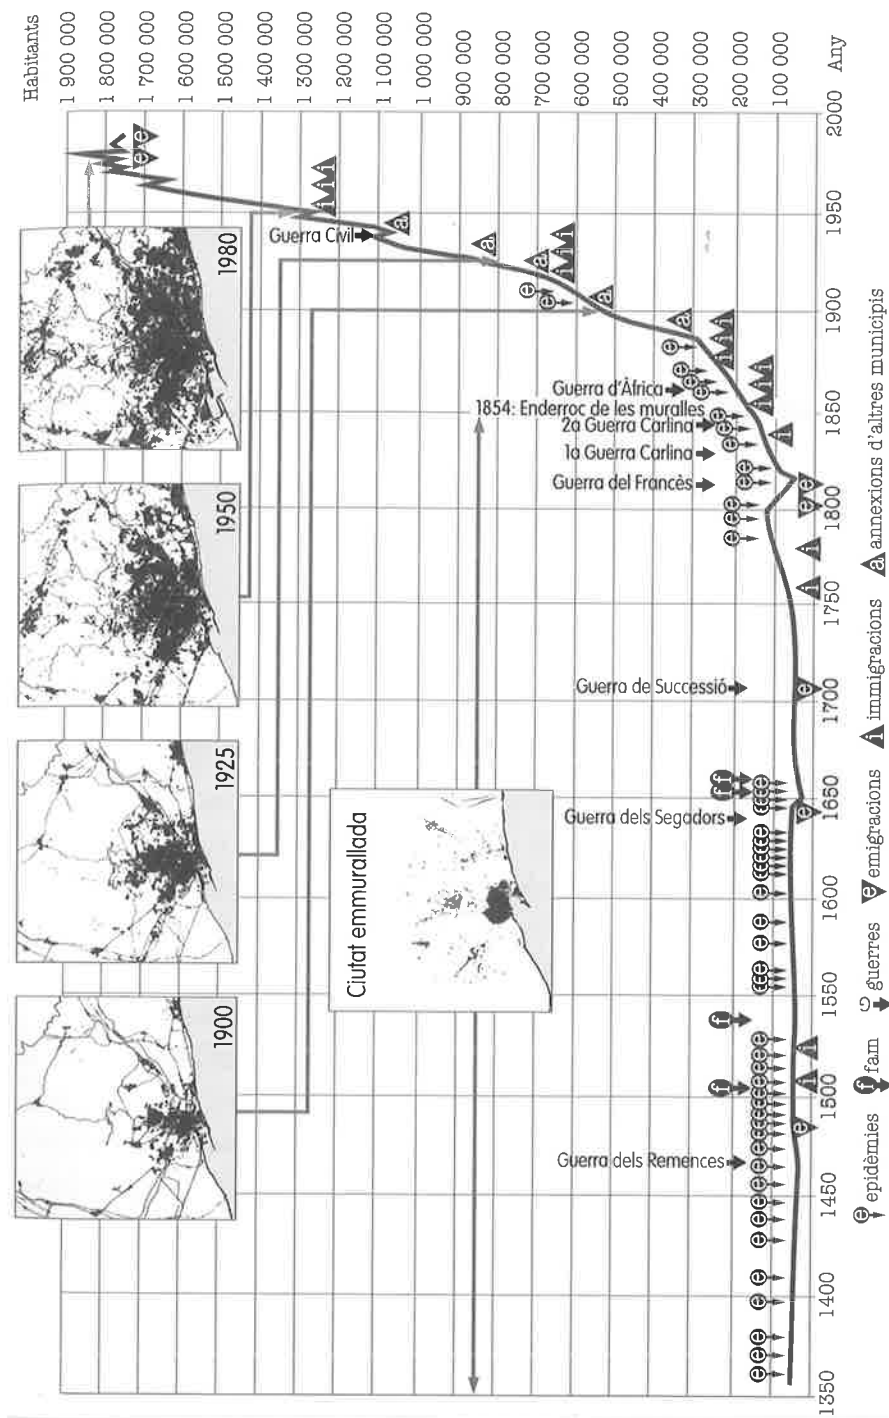 Habitants
1 900 000
1 800 000
1 700 000
1 600 000
1 500 000
1 400 000
1 300 000
1 200 000
1 100 000
1 000 000
900 000
800 000
700 000
600 000
500 000
400 000
300 000
200 000
100 000
Any
1980
1950
1925
1900
Ciutat emmurallada
Guerra Civil
Guerra d'Àfrica
1854: Enderroc de les muralles
2a Guerra Carlina
1a Guerra Carlina
Guerra del Francès
Guerra de Successió
Guerra dels Segadors
Guerra dels Remences
1350
1400
1450
1500
1550
1600
1650
1700
1750
1800
1850
1900
1950
2000
e epidèmies
f fam
guerres
e emigracions
i immigracions
a annexions d'altres municipis